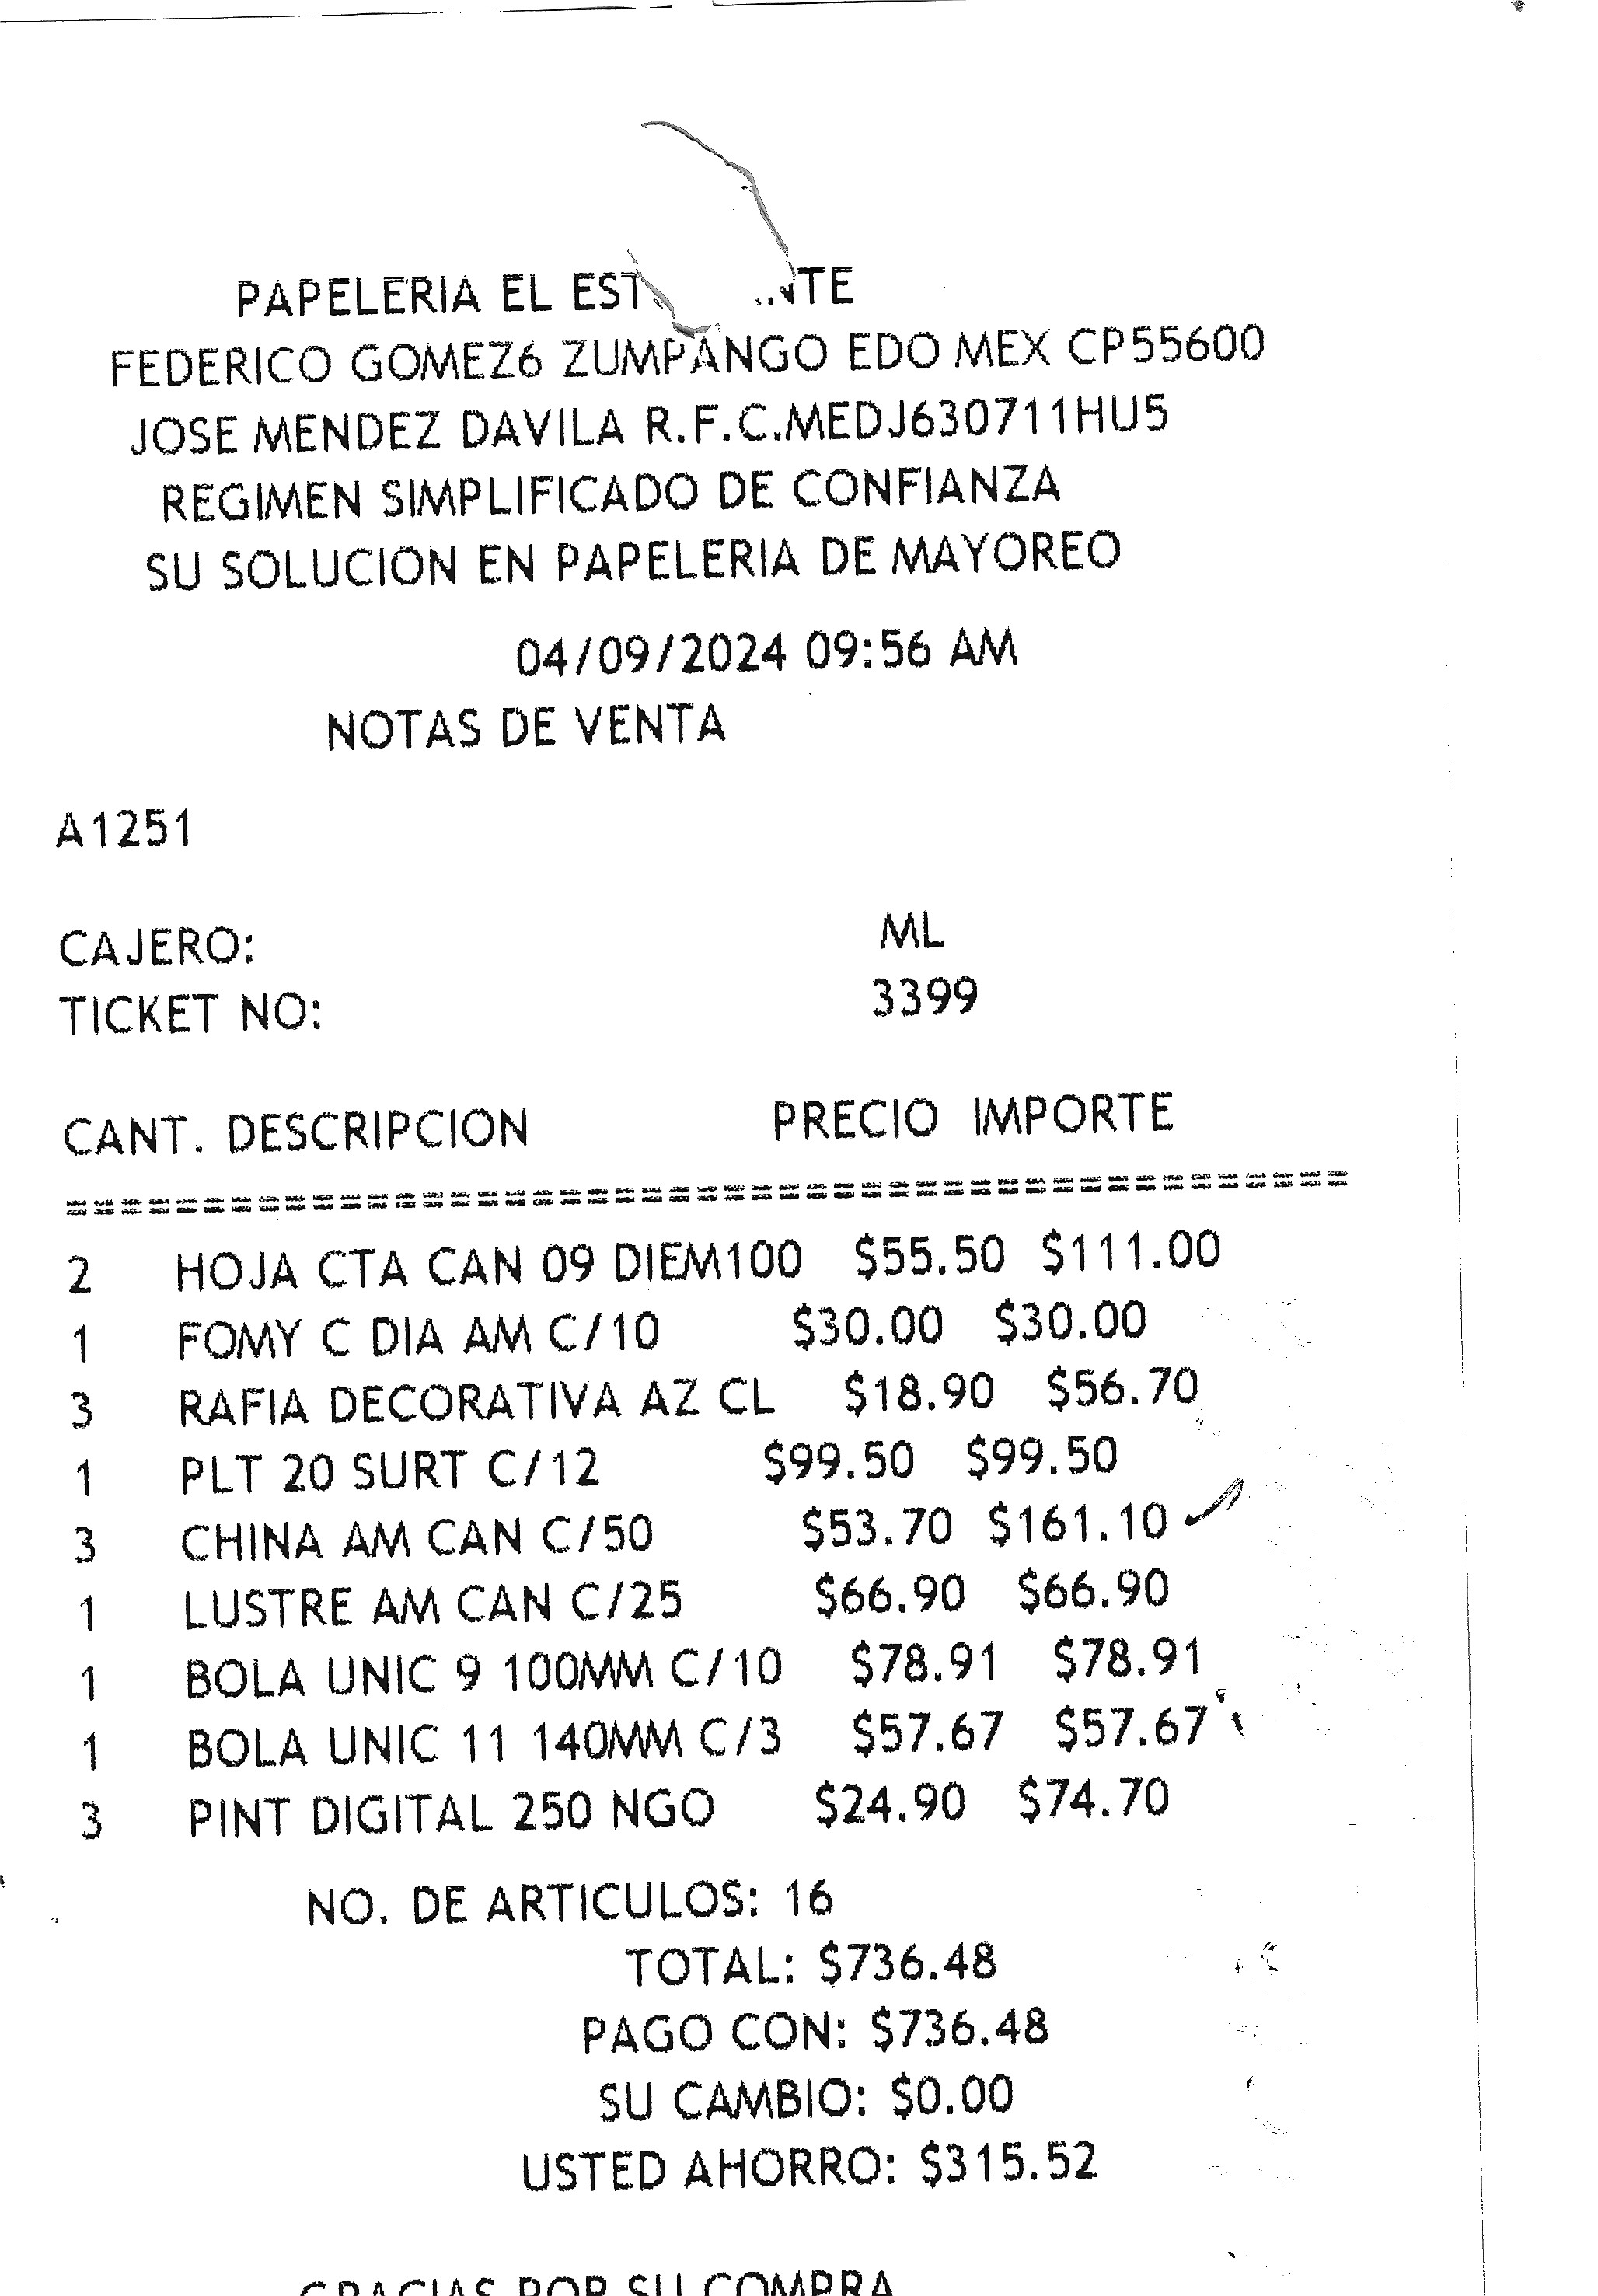 PAPELERIA EL
FEDERICO GOMEZ6 ZUMPANGO EDO MEX CP55600
JOSE MENDEZ DAVILA R.F.C.MEDJ630711HU5
REGIMEN SIMPLIFICADO DE CONFIANZA
SU SOLUCION EN PAPELERIA DE MAYOREO
04/09/2024 09:56 AM
NOTAS DE VENTA
A1251
CAJERO: ML
TICKET NO: 3399
CANT. DESCRIPCION PRECIO IMPORTE
===============================================
2 HOJA CTA CAN 09 DIEM100 $55.50 $111.00
1 FOMY C DIA AM C/10 $30.00 $30.00
3 RAFIA DECORATIVA AZ CL $18.90 $56.70
1 PLT 20 SURT C/12 $99.50 $99.50
3 CHINA AM CAN C/50 $53.70 $161.10
1 LUSTRE AM CAN C/25 $66.90 $66.90
1 BOLA UNIC 9 100MM C/10 $78.91 $78.91
1 BOLA UNIC 11 140MM C/3 $57.67 $57.67
3 PINT DIGITAL 250 NGO $24.90 $74.70
NO. DE ARTICULOS: 16
TOTAL: $736.48
PAGO CON: $736.48
SU CAMBIO: $0.00
USTED AHORRO: $315.52
GRACIAS POR SU COMPRA